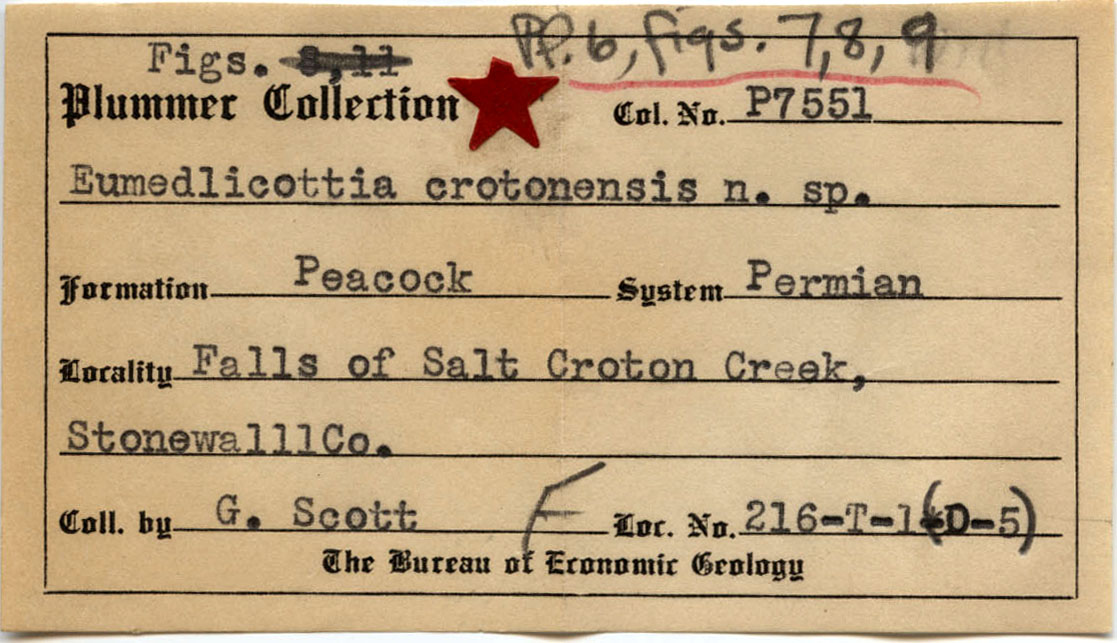 Pl. 6, figs. 7, 8, 9
Figs. 8,11
Plummer Collection Col. No. P7551
Eumedlicottia crotonensis n. sp.
Formation Peacock System Permian
Locality Falls of Salt Croton Creek,
StonewalllCo.
Coll. by G. Scott F Loc. No. 216-T-1(D-5)
The Bureau of Economic Geology